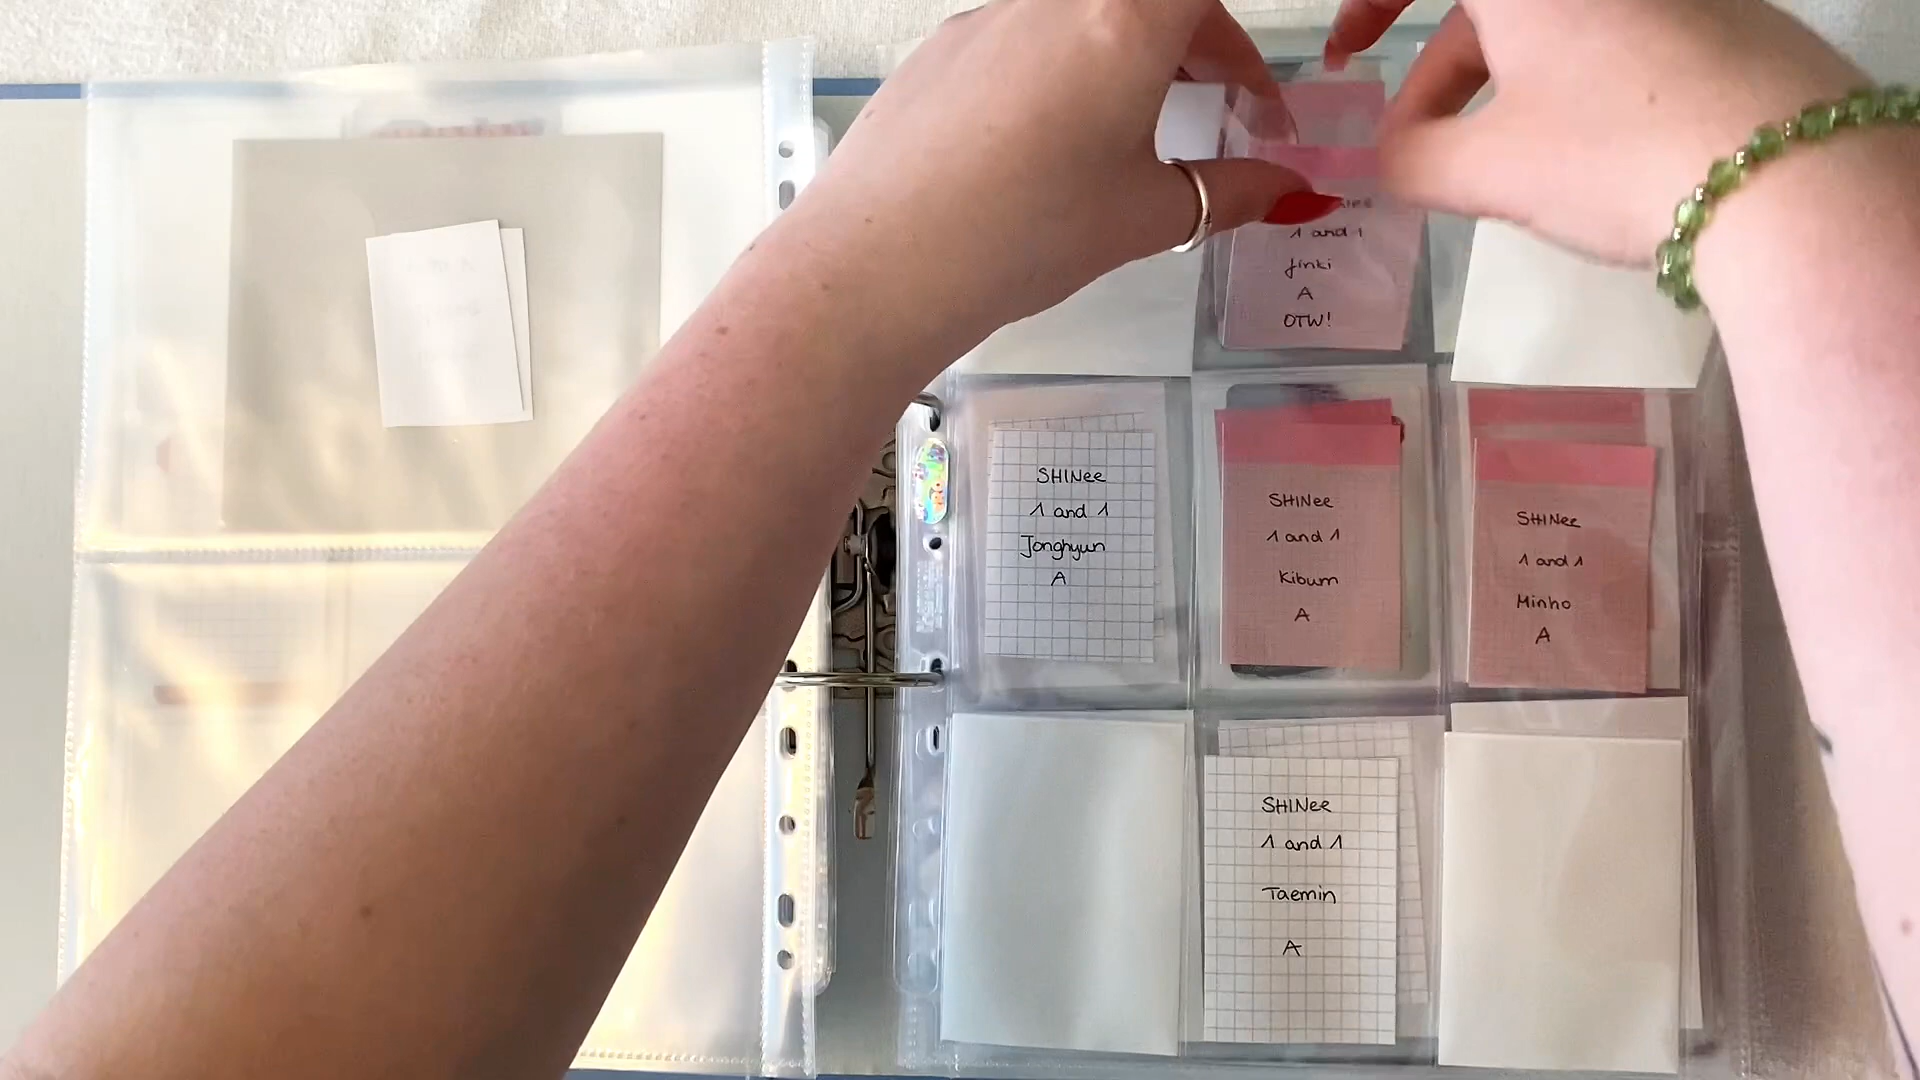 1 and 1
Jinki
A
OTW!
SHINee
1 and 1
Jonghyun
A
SHINee
1 and 1
Kibum
A
SHINee
1 and 1
Minho
A
SHINee
1 and 1
Taemin
A